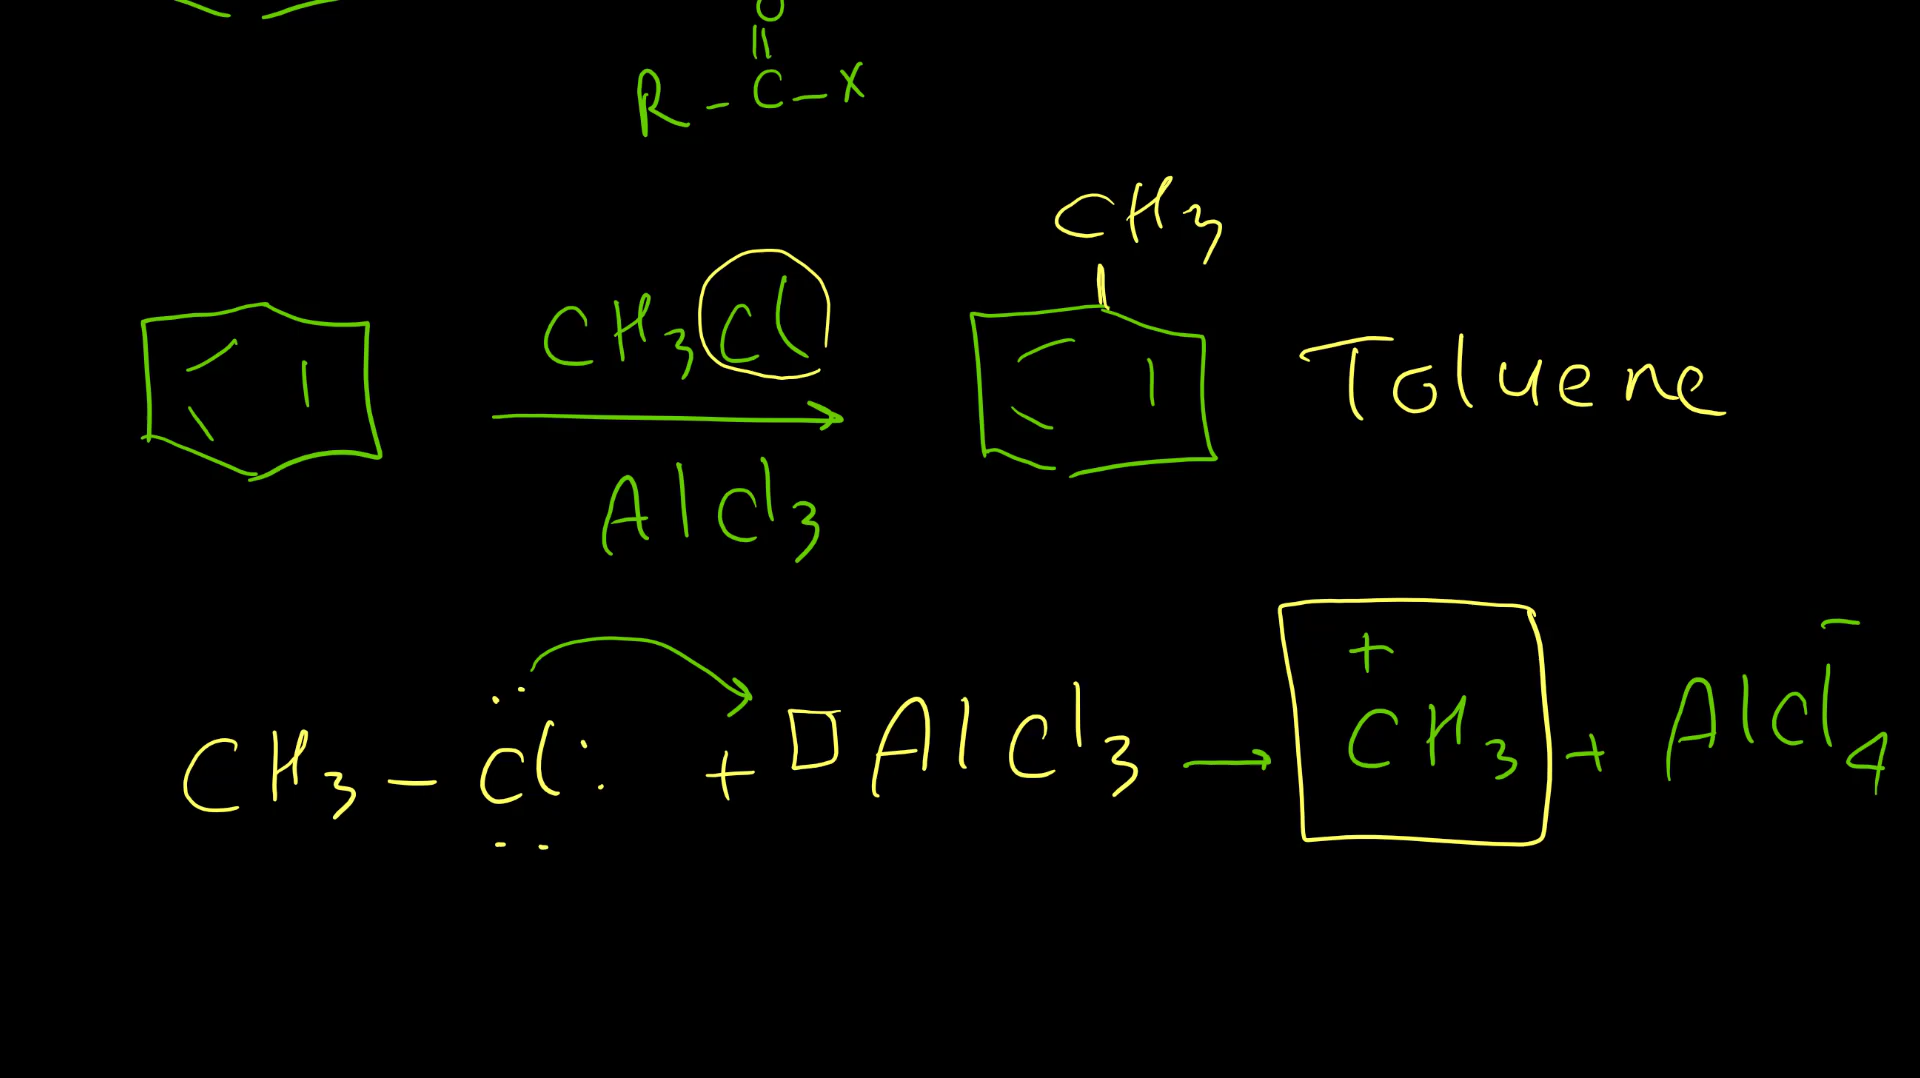 O
R - C - X
CH3
CH3Cl
Toluene
AlCl3
CH3 - Cl: + AlCl3 → +CH3 + AlCl4-